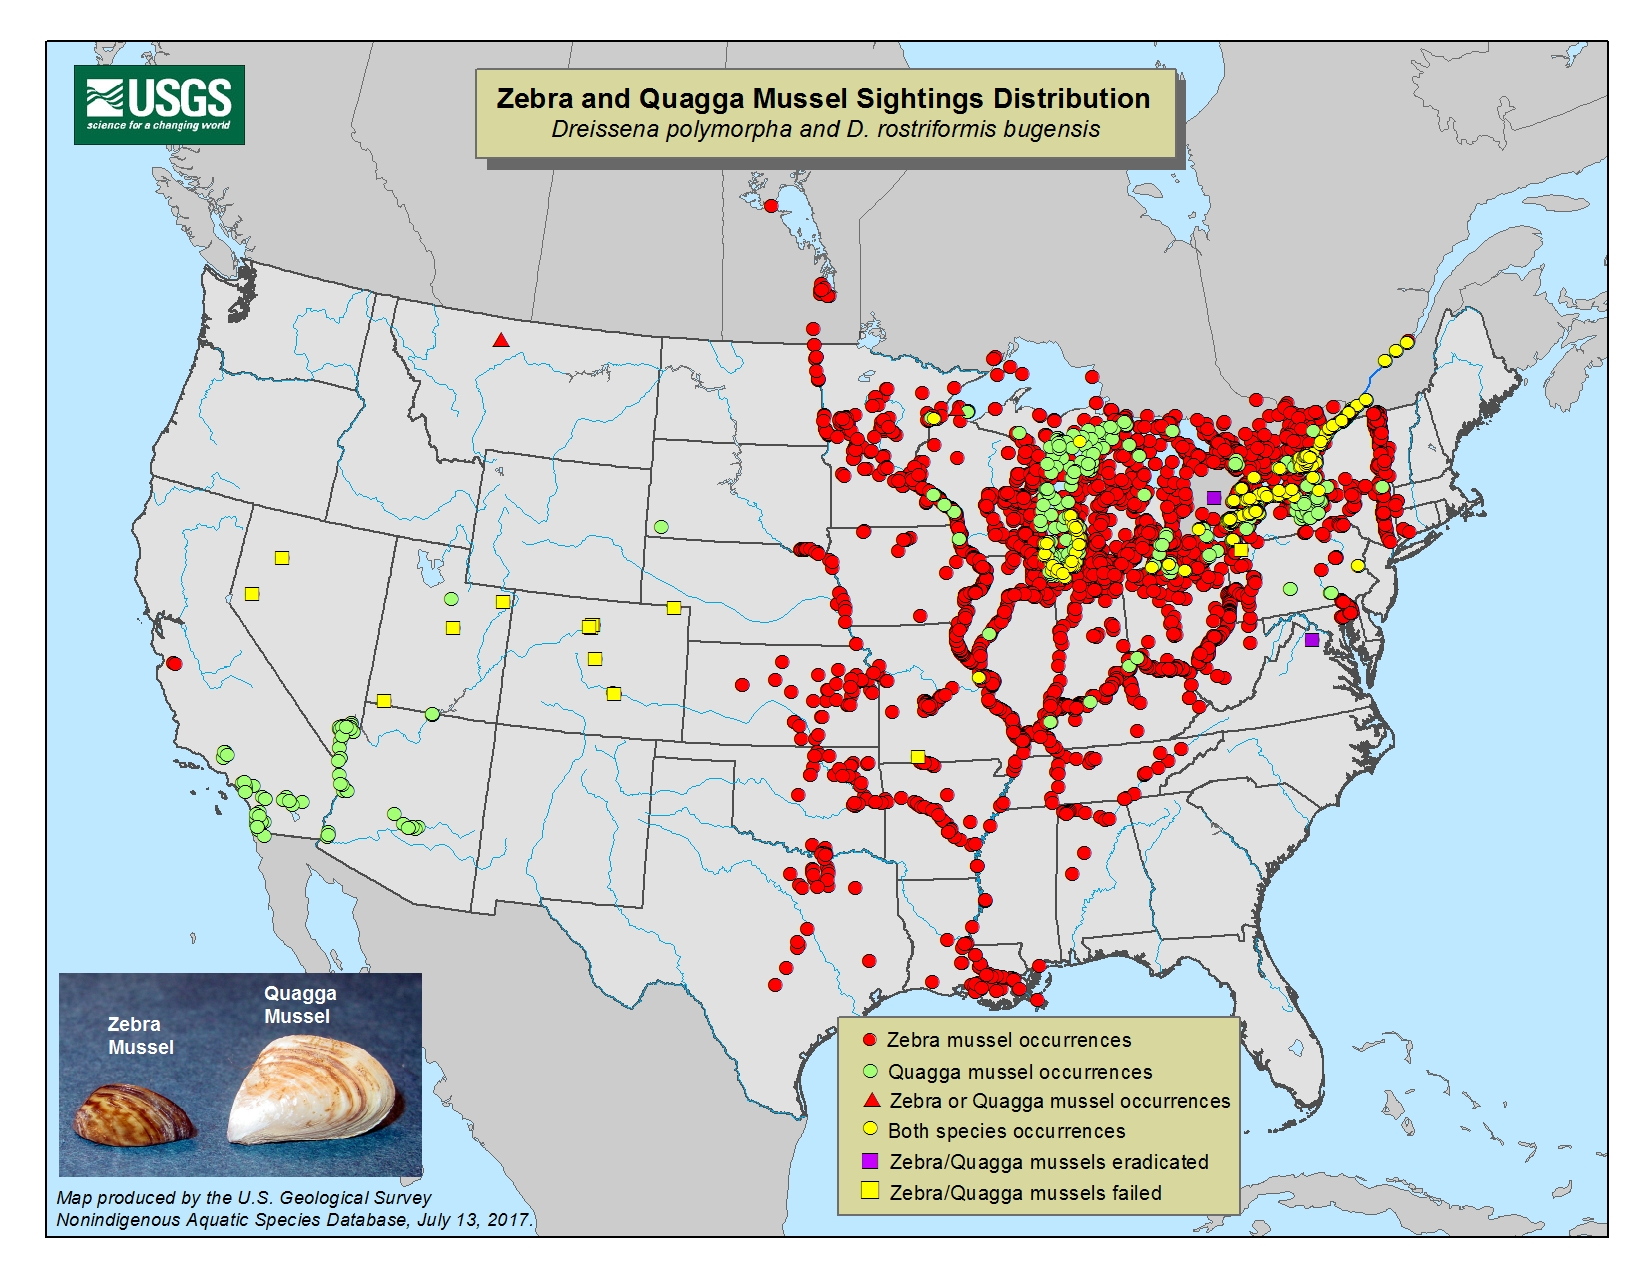 USGS
science for a changing world
Zebra and Quagga Mussel Sightings Distribution
Dreissena polymorpha and D. rostriformis bugensis
Quagga
Mussel
Zebra
Mussel
Zebra mussel occurrences
Quagga mussel occurrences
Zebra or Quagga mussel occurrences
Both species occurrences
Zebra/Quagga mussels eradicated
Zebra/Quagga mussels failed
Map produced by the U.S. Geological Survey
Nonindigenous Aquatic Species Database, July 13, 2017.